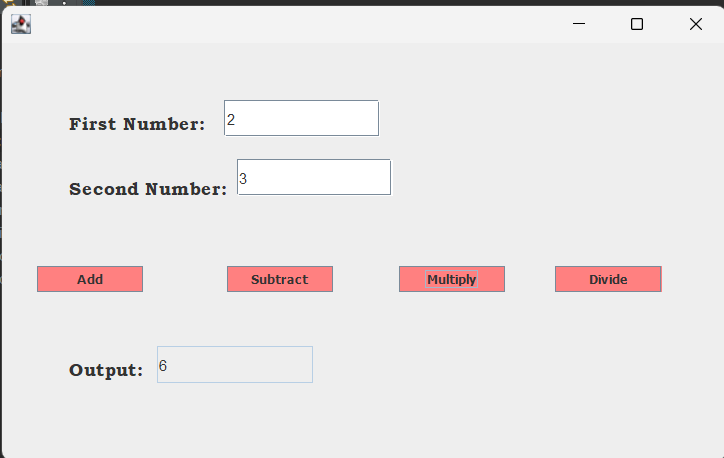 First Number: 2
Second Number: 3
Add Subtract Multiply Divide
Output: 6